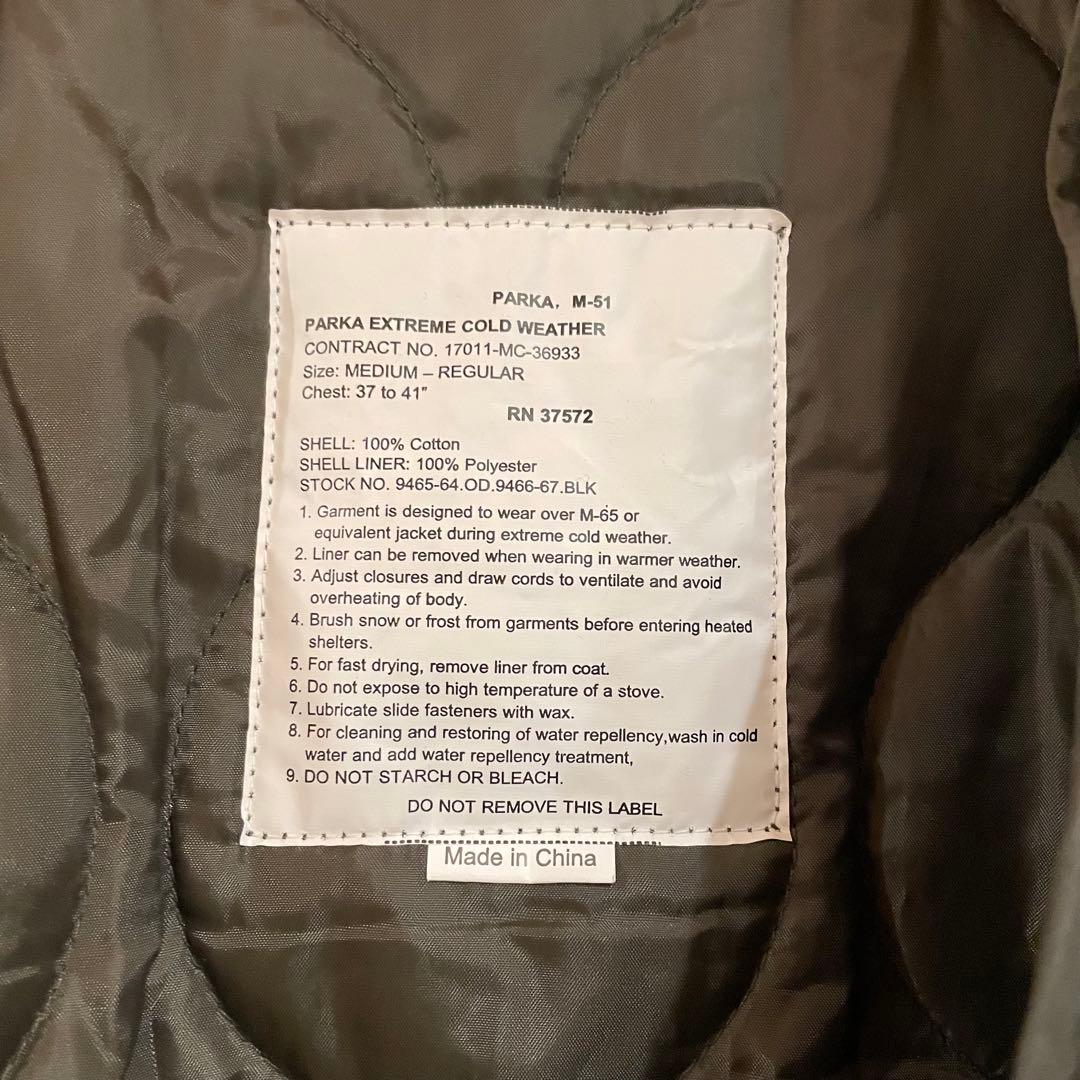 PARKA, M-51
PARKA EXTREME COLD WEATHER
CONTRACT NO. 17011-MC-36933
Size: MEDIUM – REGULAR
Chest: 37 to 41"
RN 37572
SHELL: 100% Cotton
SHELL LINER: 100% Polyester
STOCK NO. 9465-64.OD.9466-67.BLK
1. Garment is designed to wear over M-65 or
equivalent jacket during extreme cold weather.
2. Liner can be removed when wearing in warmer weather.
3. Adjust closures and draw cords to ventilate and avoid
overheating of body.
4. Brush snow or frost from garments before entering heated
shelters.
5. For fast drying, remove liner from coat.
6. Do not expose to high temperature of a stove.
7. Lubricate slide fasteners with wax.
8. For cleaning and restoring of water repellency,wash in cold
water and add water repellency treatment,
9. DO NOT STARCH OR BLEACH.
DO NOT REMOVE THIS LABEL
Made in China